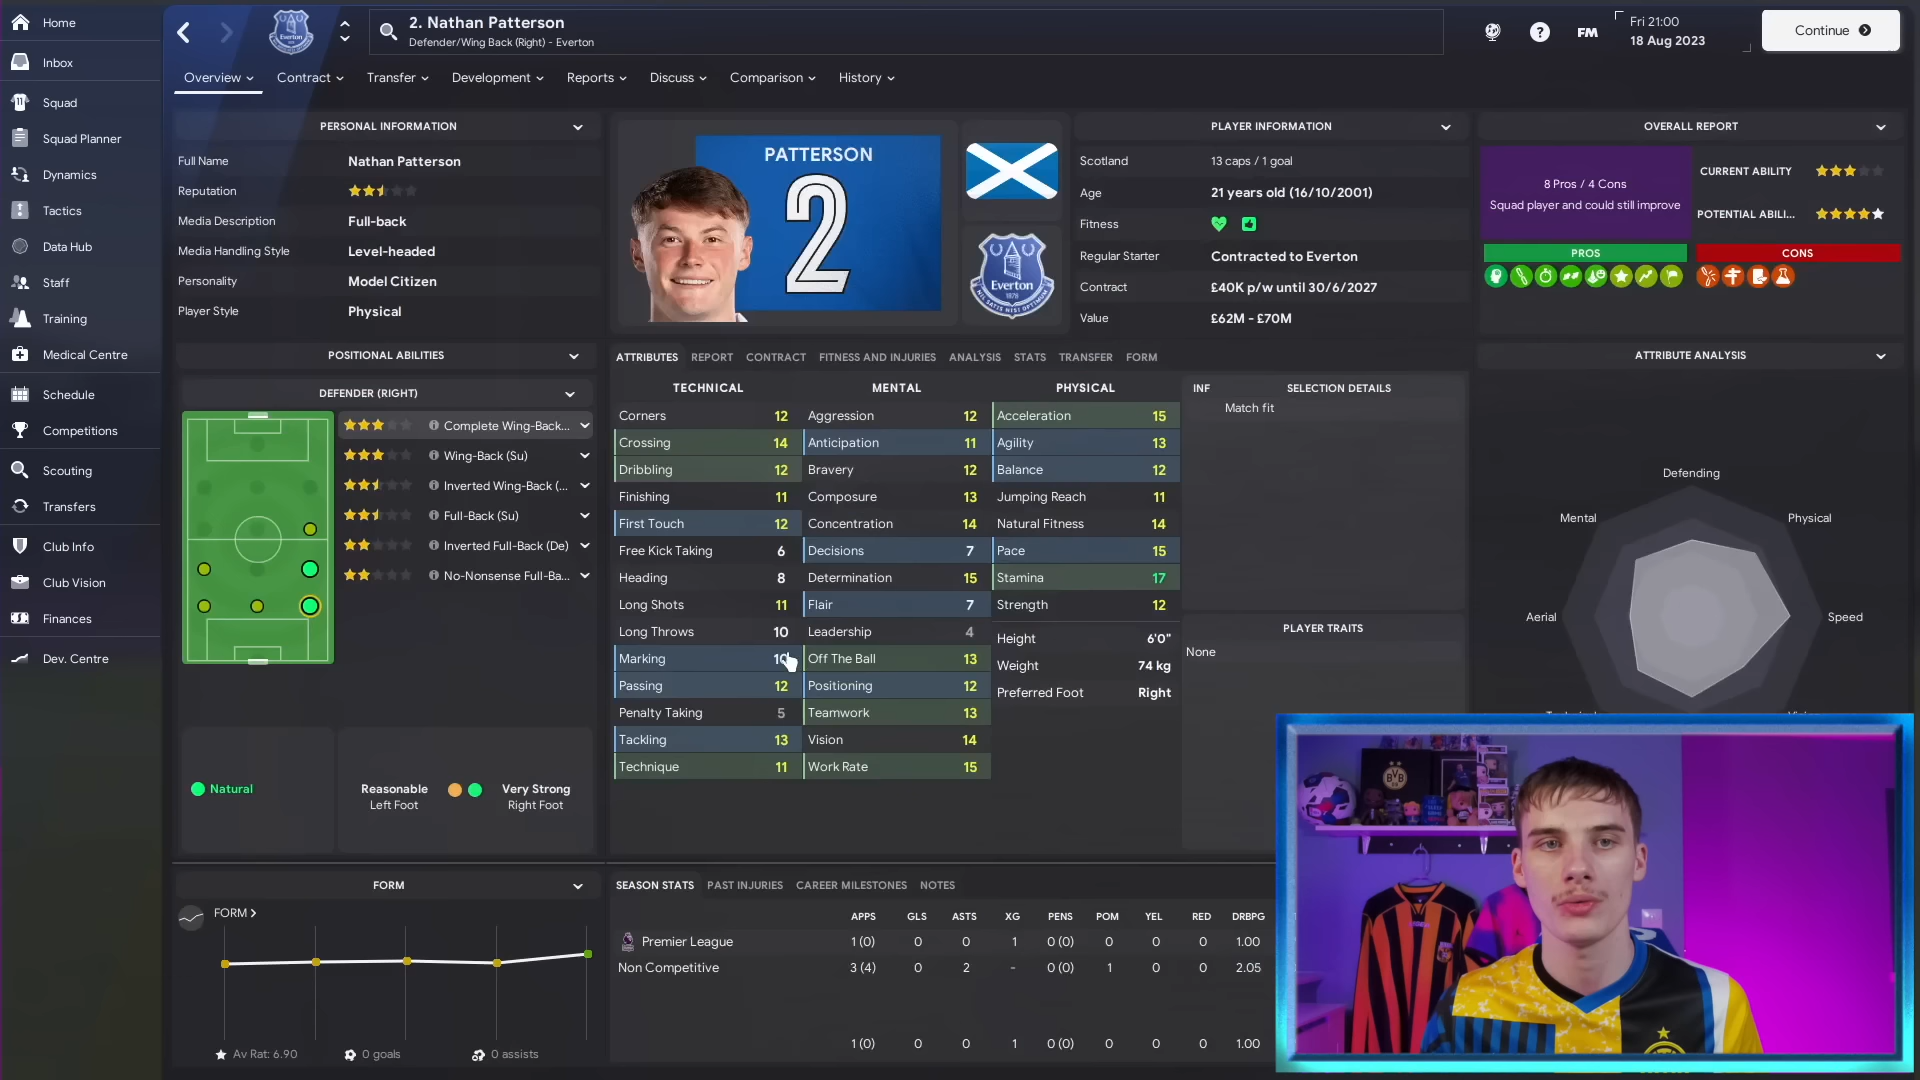 Home
Inbox
Squad
Squad Planner
Dynamics
Tactics
Data Hub
Staff
Training
Medical Centre
Schedule
Competitions
Scouting
Transfers
Club Info
Club Vision
Finances
Dev. Centre
2. Nathan Patterson
Defender/Wing Back (Right) - Everton
FM
Fri 21:00
18 Aug 2023
Continue
Overview Contract Transfer Development Reports Discuss Comparison History
PERSONAL INFORMATION
Full Name Nathan Patterson
Reputation
Media Description Full-back
Media Handling Style Level-headed
Personality Model Citizen
Player Style Physical
PATTERSON
2
Everton
1878
NIL SATIS NISI OPTIMUM
PLAYER INFORMATION
Scotland 13 caps / 1 goal
Age 21 years old (16/10/2001)
Fitness
Regular Starter Contracted to Everton
Contract £40K p/w until 30/6/2027
Value £62M - £70M
OVERALL REPORT
8 Pros / 4 Cons
Squad player and could still improve
CURRENT ABILITY
POTENTIAL ABILI...
PROS CONS
POSITIONAL ABILITIES
DEFENDER (RIGHT)
Complete Wing-Back...
Wing-Back (Su)
Inverted Wing-Back (...
Full-Back (Su)
Inverted Full-Back (De)
No-Nonsense Full-Ba...
Natural
Reasonable
Left Foot
Very Strong
Right Foot
ATTRIBUTES REPORT CONTRACT FITNESS AND INJURIES ANALYSIS STATS TRANSFER FORM
TECHNICAL
Corners 12
Crossing 14
Dribbling 12
Finishing 11
First Touch 12
Free Kick Taking 6
Heading 8
Long Shots 11
Long Throws 10
Marking 10
Passing 12
Penalty Taking 5
Tackling 13
Technique 11
MENTAL
Aggression 12
Anticipation 11
Bravery 12
Composure 13
Concentration 14
Decisions 7
Determination 15
Flair 7
Leadership 4
Off The Ball 13
Positioning 12
Teamwork 13
Vision 14
Work Rate 15
PHYSICAL
Acceleration 15
Agility 13
Balance 12
Jumping Reach 11
Natural Fitness 14
Pace 15
Stamina 17
Strength 12
Height 6'0"
Weight 74 kg
Preferred Foot Right
INF SELECTION DETAILS
Match fit
PLAYER TRAITS
None
ATTRIBUTE ANALYSIS
Defending
Mental Physical
Aerial Speed
FORM
FORM
Av Rat: 6.90 0 goals 0 assists
SEASON STATS PAST INJURIES CAREER MILESTONES NOTES
APPS GLS ASTS XG PENS POM YEL RED DRBPG
Premier League 1 (0) 0 0 1 0 (0) 0 0 0 1.00
Non Competitive 3 (4) 0 2 - 0 (0) 1 0 0 2.05
1 (0) 0 0 1 0 (0) 0 0 0 1.00
BVB
09